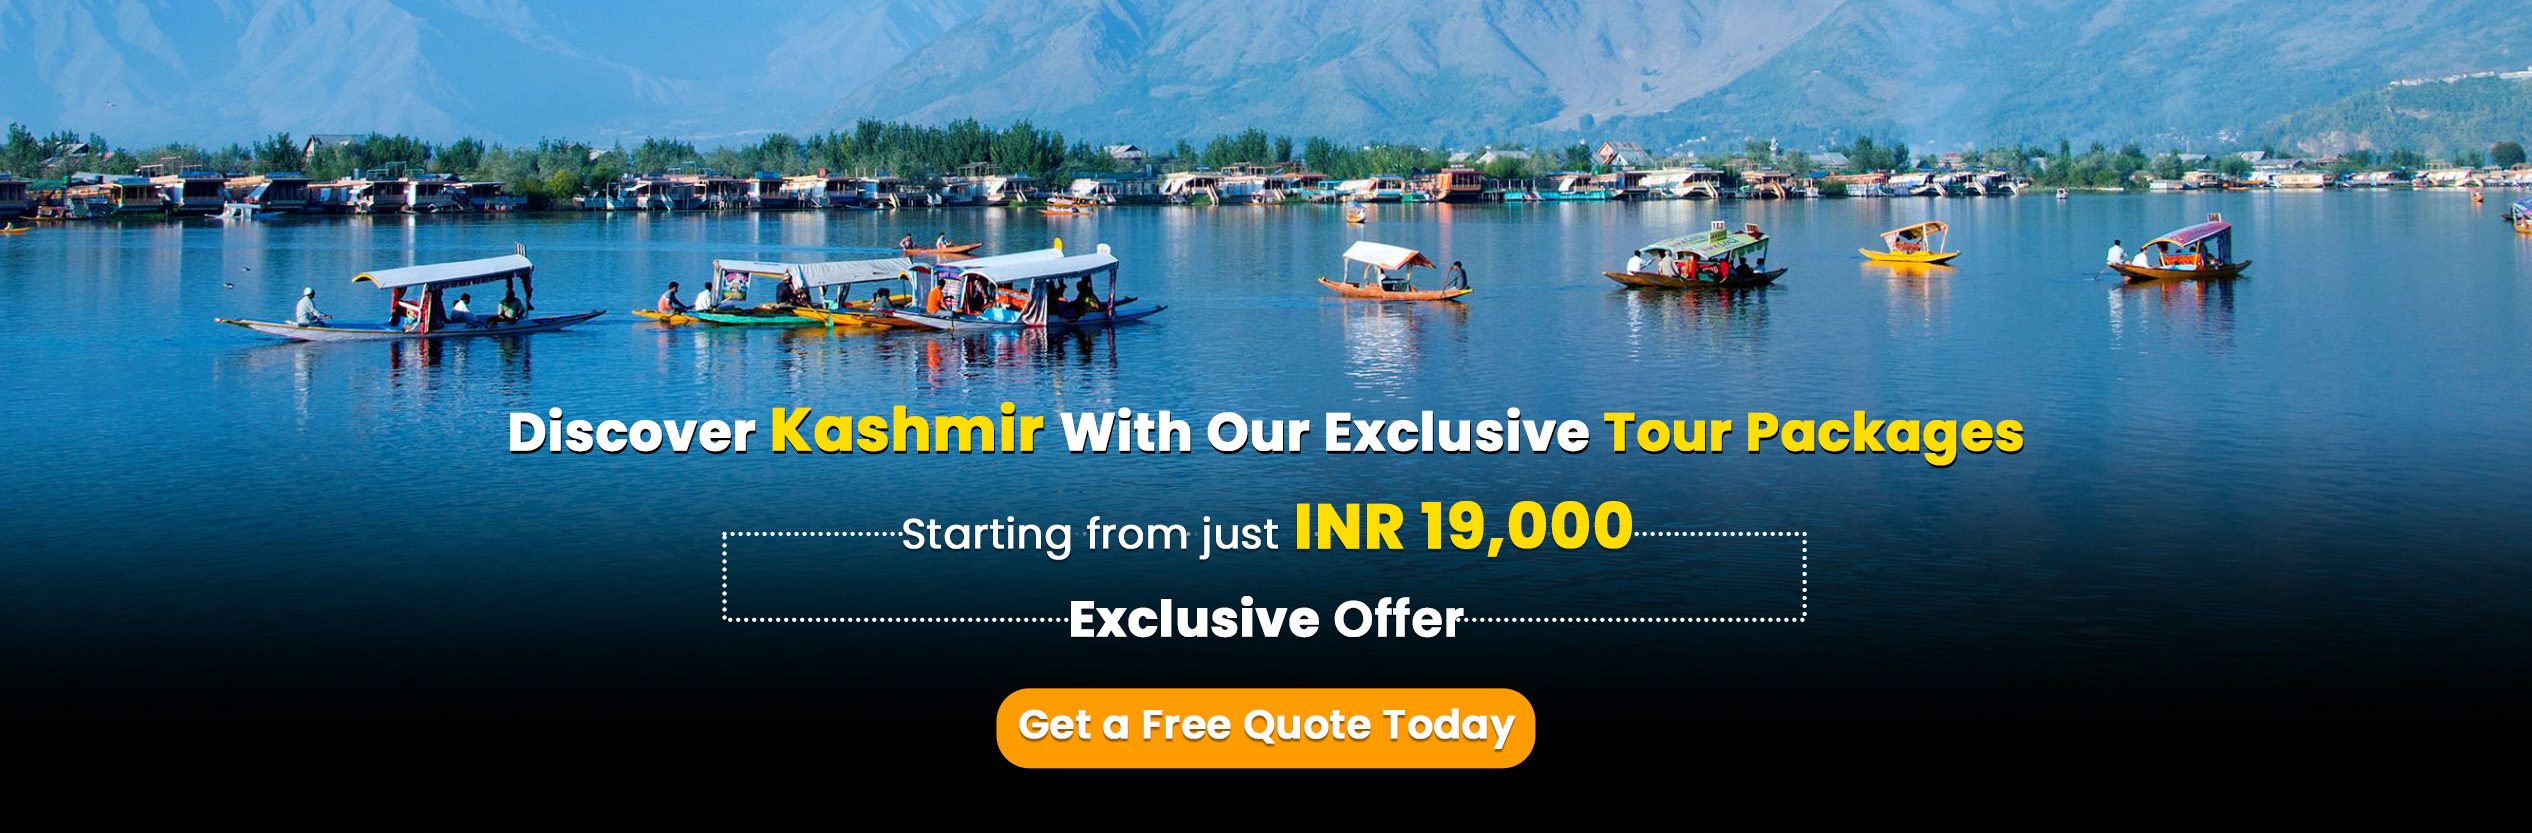 Discover Kashmir With Our Exclusive Tour Packages
Starting from just INR 19,000
Exclusive Offer
Get a Free Quote Today